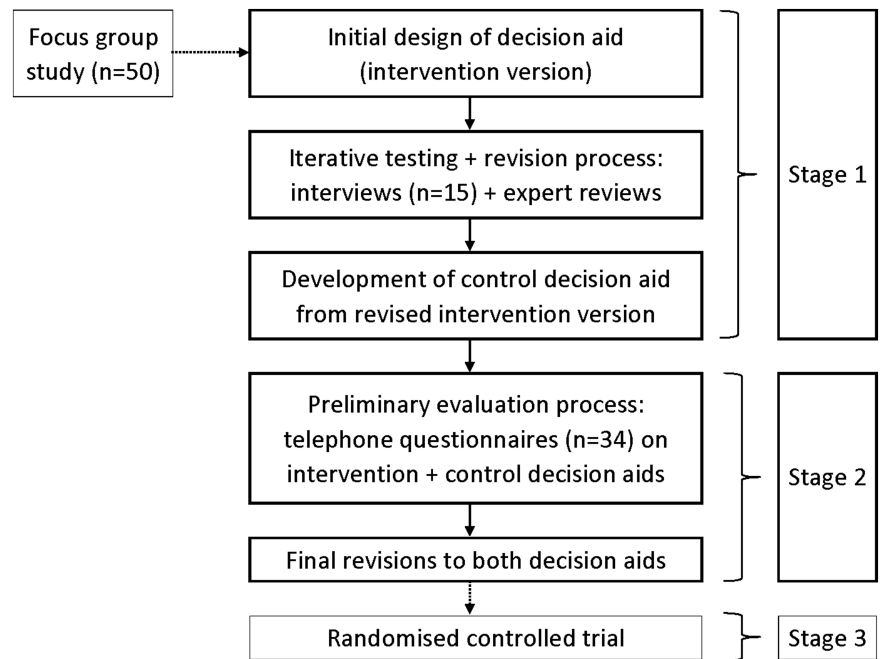 Focus group
study (n=50)
Initial design of decision aid
(intervention version)
Iterative testing + revision process:
interviews (n=15) + expert reviews
Development of control decision aid
from revised intervention version
Stage 1
Preliminary evaluation process:
telephone questionnaires (n=34) on
intervention + control decision aids
Final revisions to both decision aids
Stage 2
Randomised controlled trial
Stage 3